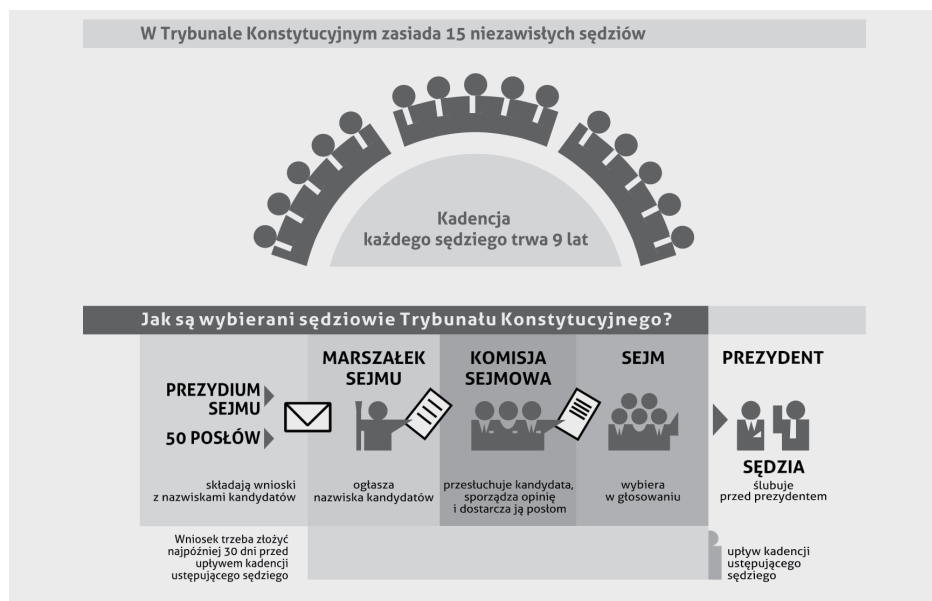 W Trybunale Konstytucyjnym zasiada 15 niezawisłych sędziów
Kadencja
każdego sędziego trwa 9 lat
Jak są wybierani sędziowie Trybunału Konstytucyjnego?
PREZYDIUM
SEJMU
50 POSŁÓW
składają wnioski
z nazwiskami kandydatów
MARSZAŁEK
SEJMU
ogłasza
nazwiska kandydatów
KOMISJA
SEJMOWA
przesłuchuje kandydata,
sporządza opinię
i dostarcza ją posłom
SEJM
wybiera
w głosowaniu
PREZYDENT
SĘDZIA
ślubuje
przed prezydentem
Wniosek trzeba złożyć
najpóźniej 30 dni przed
upływem kadencji
ustępującego sędziego
upływ kadencji
ustępującego
sędziego